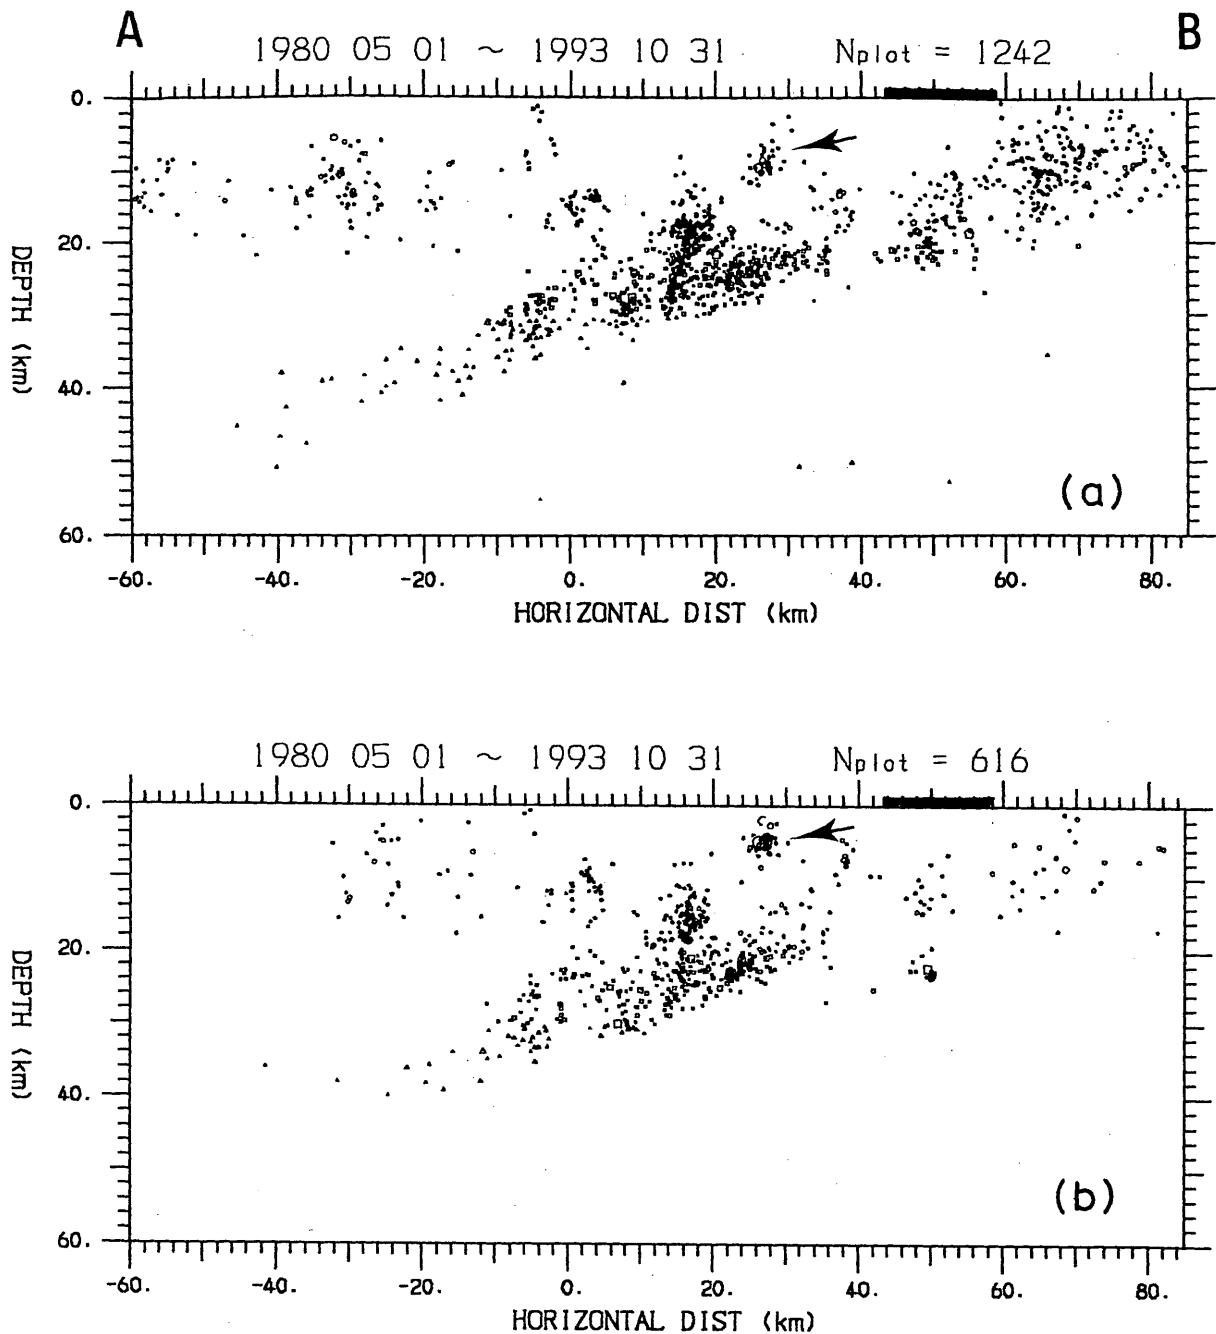 A B
1980 05 01 ~ 1993 10 31 Nplot = 1242
0.
20.
40.
60.
DEPTH (km)
(a)
-60. -40. -20. 0. 20. 40. 60. 80.
HORIZONTAL DIST (km)
1980 05 01 ~ 1993 10 31 Nplot = 616
0.
20.
40.
60.
DEPTH (km)
(b)
-60. -40. -20. 0. 20. 40. 60. 80.
HORIZONTAL DIST (km)